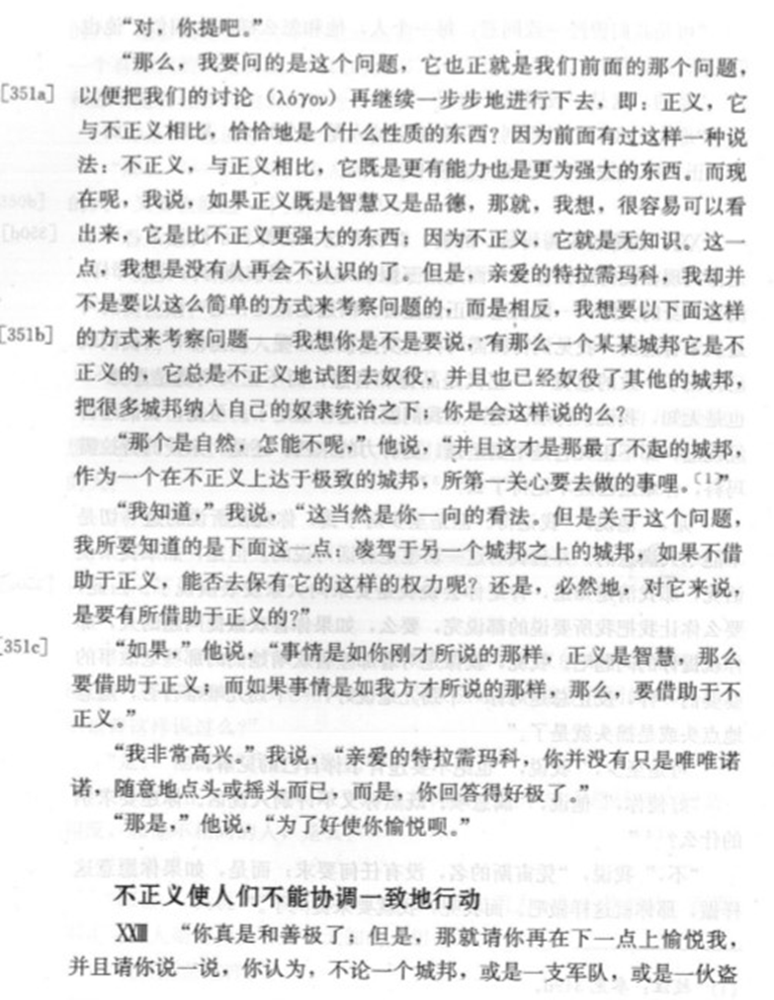 “对，你提吧。”
“那么，我要问的是这个问题，它也正就是我们前面的那个问题，
[351a] 以便把我们的讨论（λόγον）再继续一步步地进行下去，即：正义，它
与不正义相比，恰恰地是个什么性质的东西？因为前面有过这样一种说
法：不正义，与正义相比，它既是更有能力也是更为强大的东西。而现
在呢，我说，如果正义既是智慧又是品德，那就，我想，很容易可以看
出来，它是比不正义更强大的东西；因为不正义，它就是无知识。这一
点，我想是没有人再会不认识的了。但是，亲爱的特拉需玛科，我却并
不是要以这么简单的方式来考察问题的，而是相反，我想要以下面这样
[351b] 的方式来考察问题——我想你是不是要说，有那么一个某某城邦它是不
正义的，它总是不正义地试图去奴役，并且也已经奴役了其他的城邦，
把很多城邦纳入自己的奴隶统治之下；你是会这样说的么？”
“那个是自然，怎能不呢，”他说，“并且这才是那最了不起的城邦，
作为一个在不正义上达于极致的城邦，所第一关心要去做的事哩。〔1〕”
“我知道，”我说，“这当然是你一向的看法。但是关于这个问题，
我所要知道的是下面这一点：凌驾于另一个城邦之上的城邦，如果不借
助于正义，能否去保有它的这样的权力呢？还是，必然地，对它来说，
是要有所借助于正义的？”
[351c] “如果，”他说，“事情是如你刚才所说的那样，正义是智慧，那么
要借助于正义；而如果事情是如我方才所说的那样，那么，要借助于不
正义。”
“我非常高兴，”我说，“亲爱的特拉需玛科，你并没有只是唯唯诺
诺，随意地点头或摇头而已，而是，你回答得好极了。”
“那是，”他说，“为了好使你愉悦呗。”
不正义使人们不能协调一致地行动
XXIII “你真是和善极了；但是，那就请你再在下一点上愉悦我，
并且请你说一说，你认为，不论一个城邦，或是一支军队，或是一伙盗